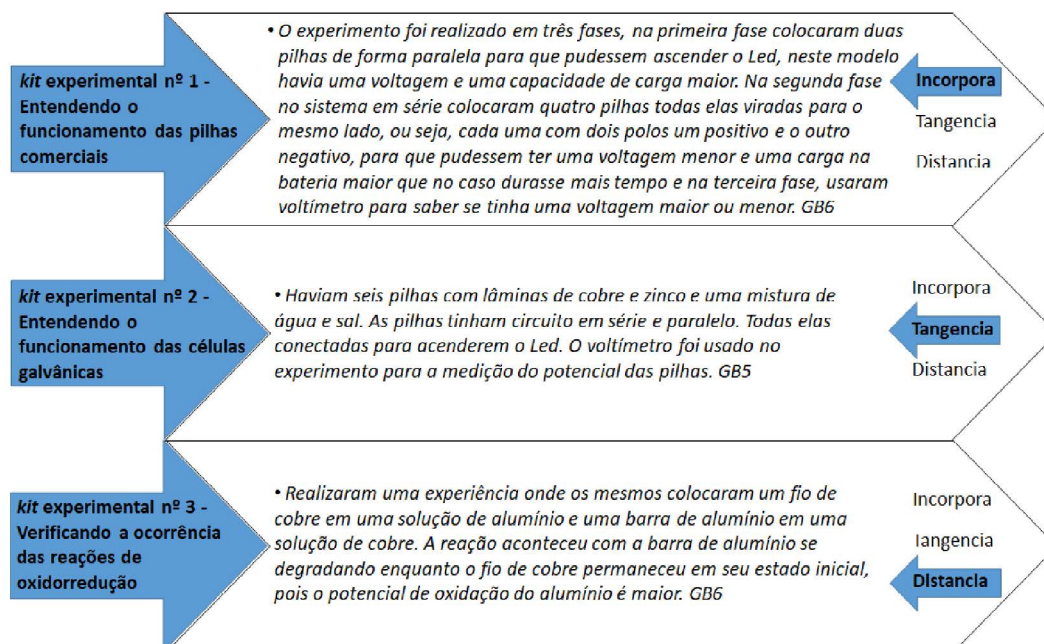 kit experimental nº 1 -
Entendendo o
funcionamento das pilhas
comerciais
• O experimento foi realizado em três fases, na primeira fase colocaram duas
pilhas de forma paralela para que pudessem ascender o Led, neste modelo
havia uma voltagem e uma capacidade de carga maior. Na segunda fase
no sistema em série colocaram quatro pilhas todas elas viradas para o
mesmo lado, ou seja, cada uma com dois polos um positivo e o outro
negativo, para que pudessem ter uma voltagem menor e uma carga na
bateria maior que no caso durasse mais tempo e na terceira fase, usaram
voltímetro para saber se tinha uma voltagem maior ou menor. GB6
Incorpora
Tangencia
Distancia
kit experimental nº 2 -
Entendendo o
funcionamento das células
galvânicas
• Haviam seis pilhas com lâminas de cobre e zinco e uma mistura de
água e sal. As pilhas tinham circuito em série e paralelo. Todas elas
conectadas para acenderem o Led. O voltímetro foi usado no
experimento para a medição do potencial das pilhas. GB5
Incorpora
Tangencia
Distancia
kit experimental nº 3 -
Verificando a ocorrência
das reações de
oxidorredução
• Realizaram uma experiência onde os mesmos colocaram um fio de
cobre em uma solução de alumínio e uma barra de alumínio em uma
solução de cobre. A reação aconteceu com a barra de alumínio se
degradando enquanto o fio de cobre permaneceu em seu estado inicial,
pois o potencial de oxidação do alumínio é maior. GB6
Incorpora
Tangencia
Distancia